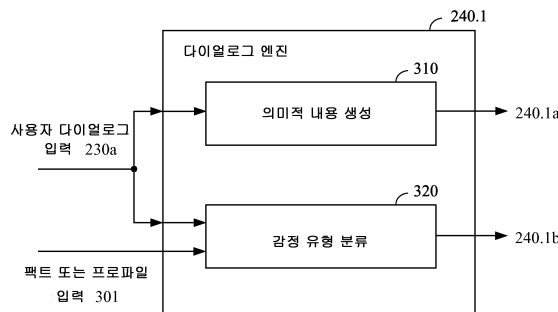 240.1
다이얼로그 엔진
310
의미적 내용 생성
240.1a
사용자 다이얼로그
입력 230a
320
감정 유형 분류
240.1b
팩트 또는 프로파일
입력 301